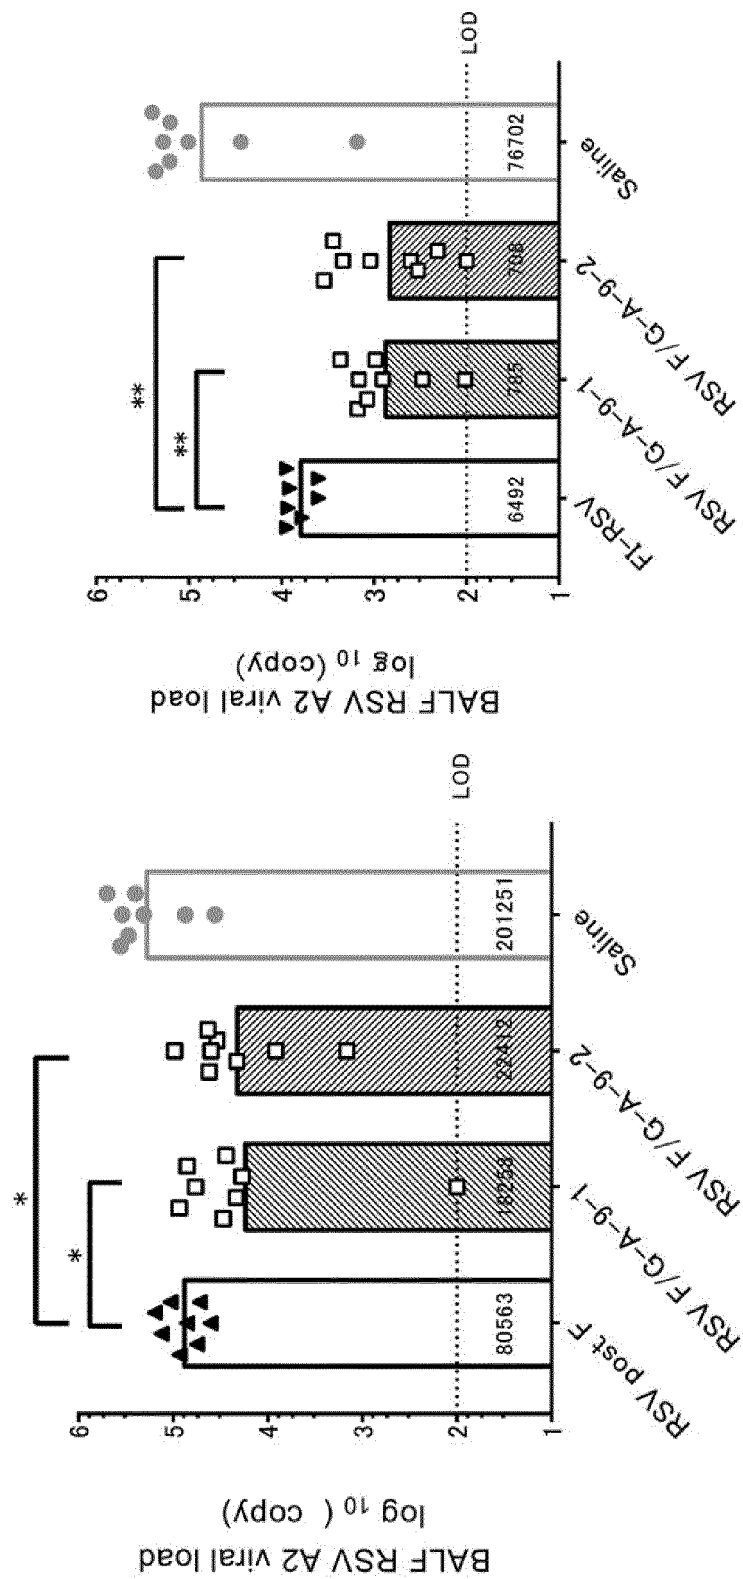 BALF RSV A2 viral load
log 10 ( copy)
6
5
4
3
2
1
*
*
LOD
80563
18253
22412
201251
RSV post F
RSV F/G-A-9-1
RSV F/G-A-9-2
Saline
BALF RSV A2 viral load
log 10 (copy)
6
5
4
3
2
1
**
**
LOD
6492
785
708
76702
FI-RSV
RSV F/G-A-9-1
RSV F/G-A-9-2
Saline